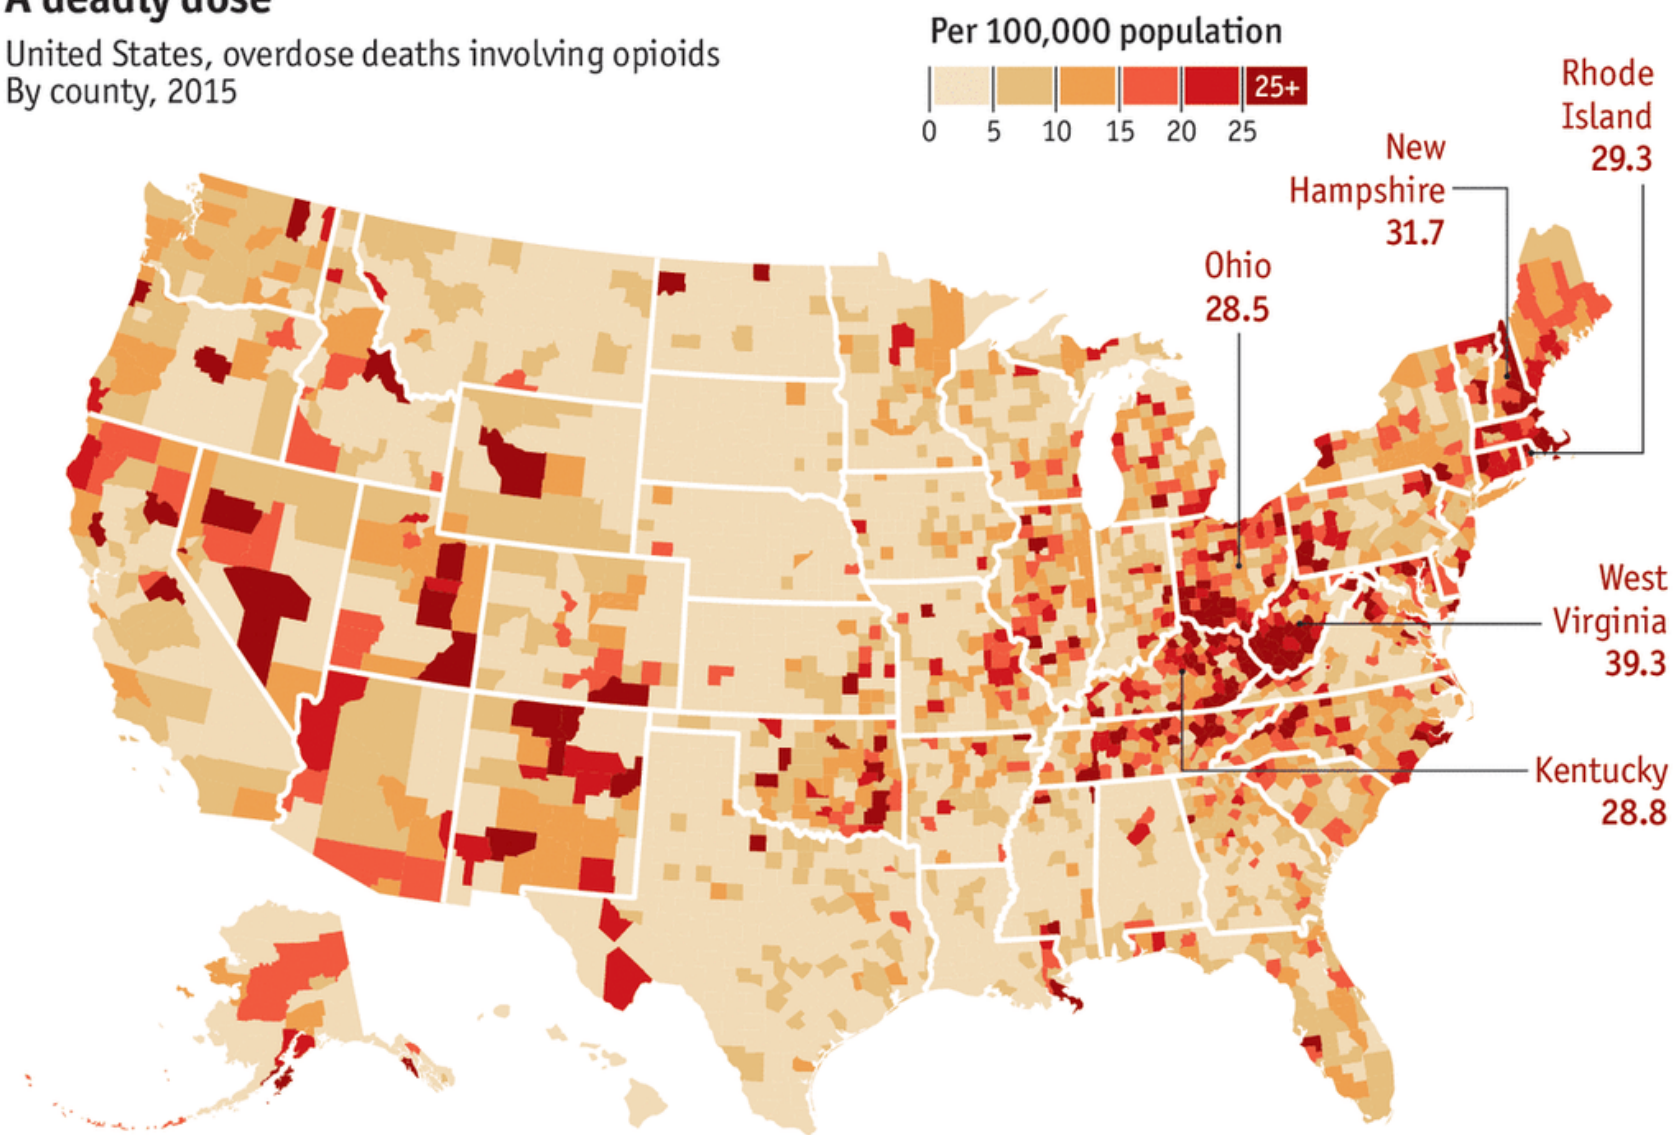 A deadly dose
United States, overdose deaths involving opioids
By county, 2015
Per 100,000 population
25+
0 5 10 15 20 25
Rhode
Island
29.3
New
Hampshire
31.7
Ohio
28.5
West
Virginia
39.3
Kentucky
28.8